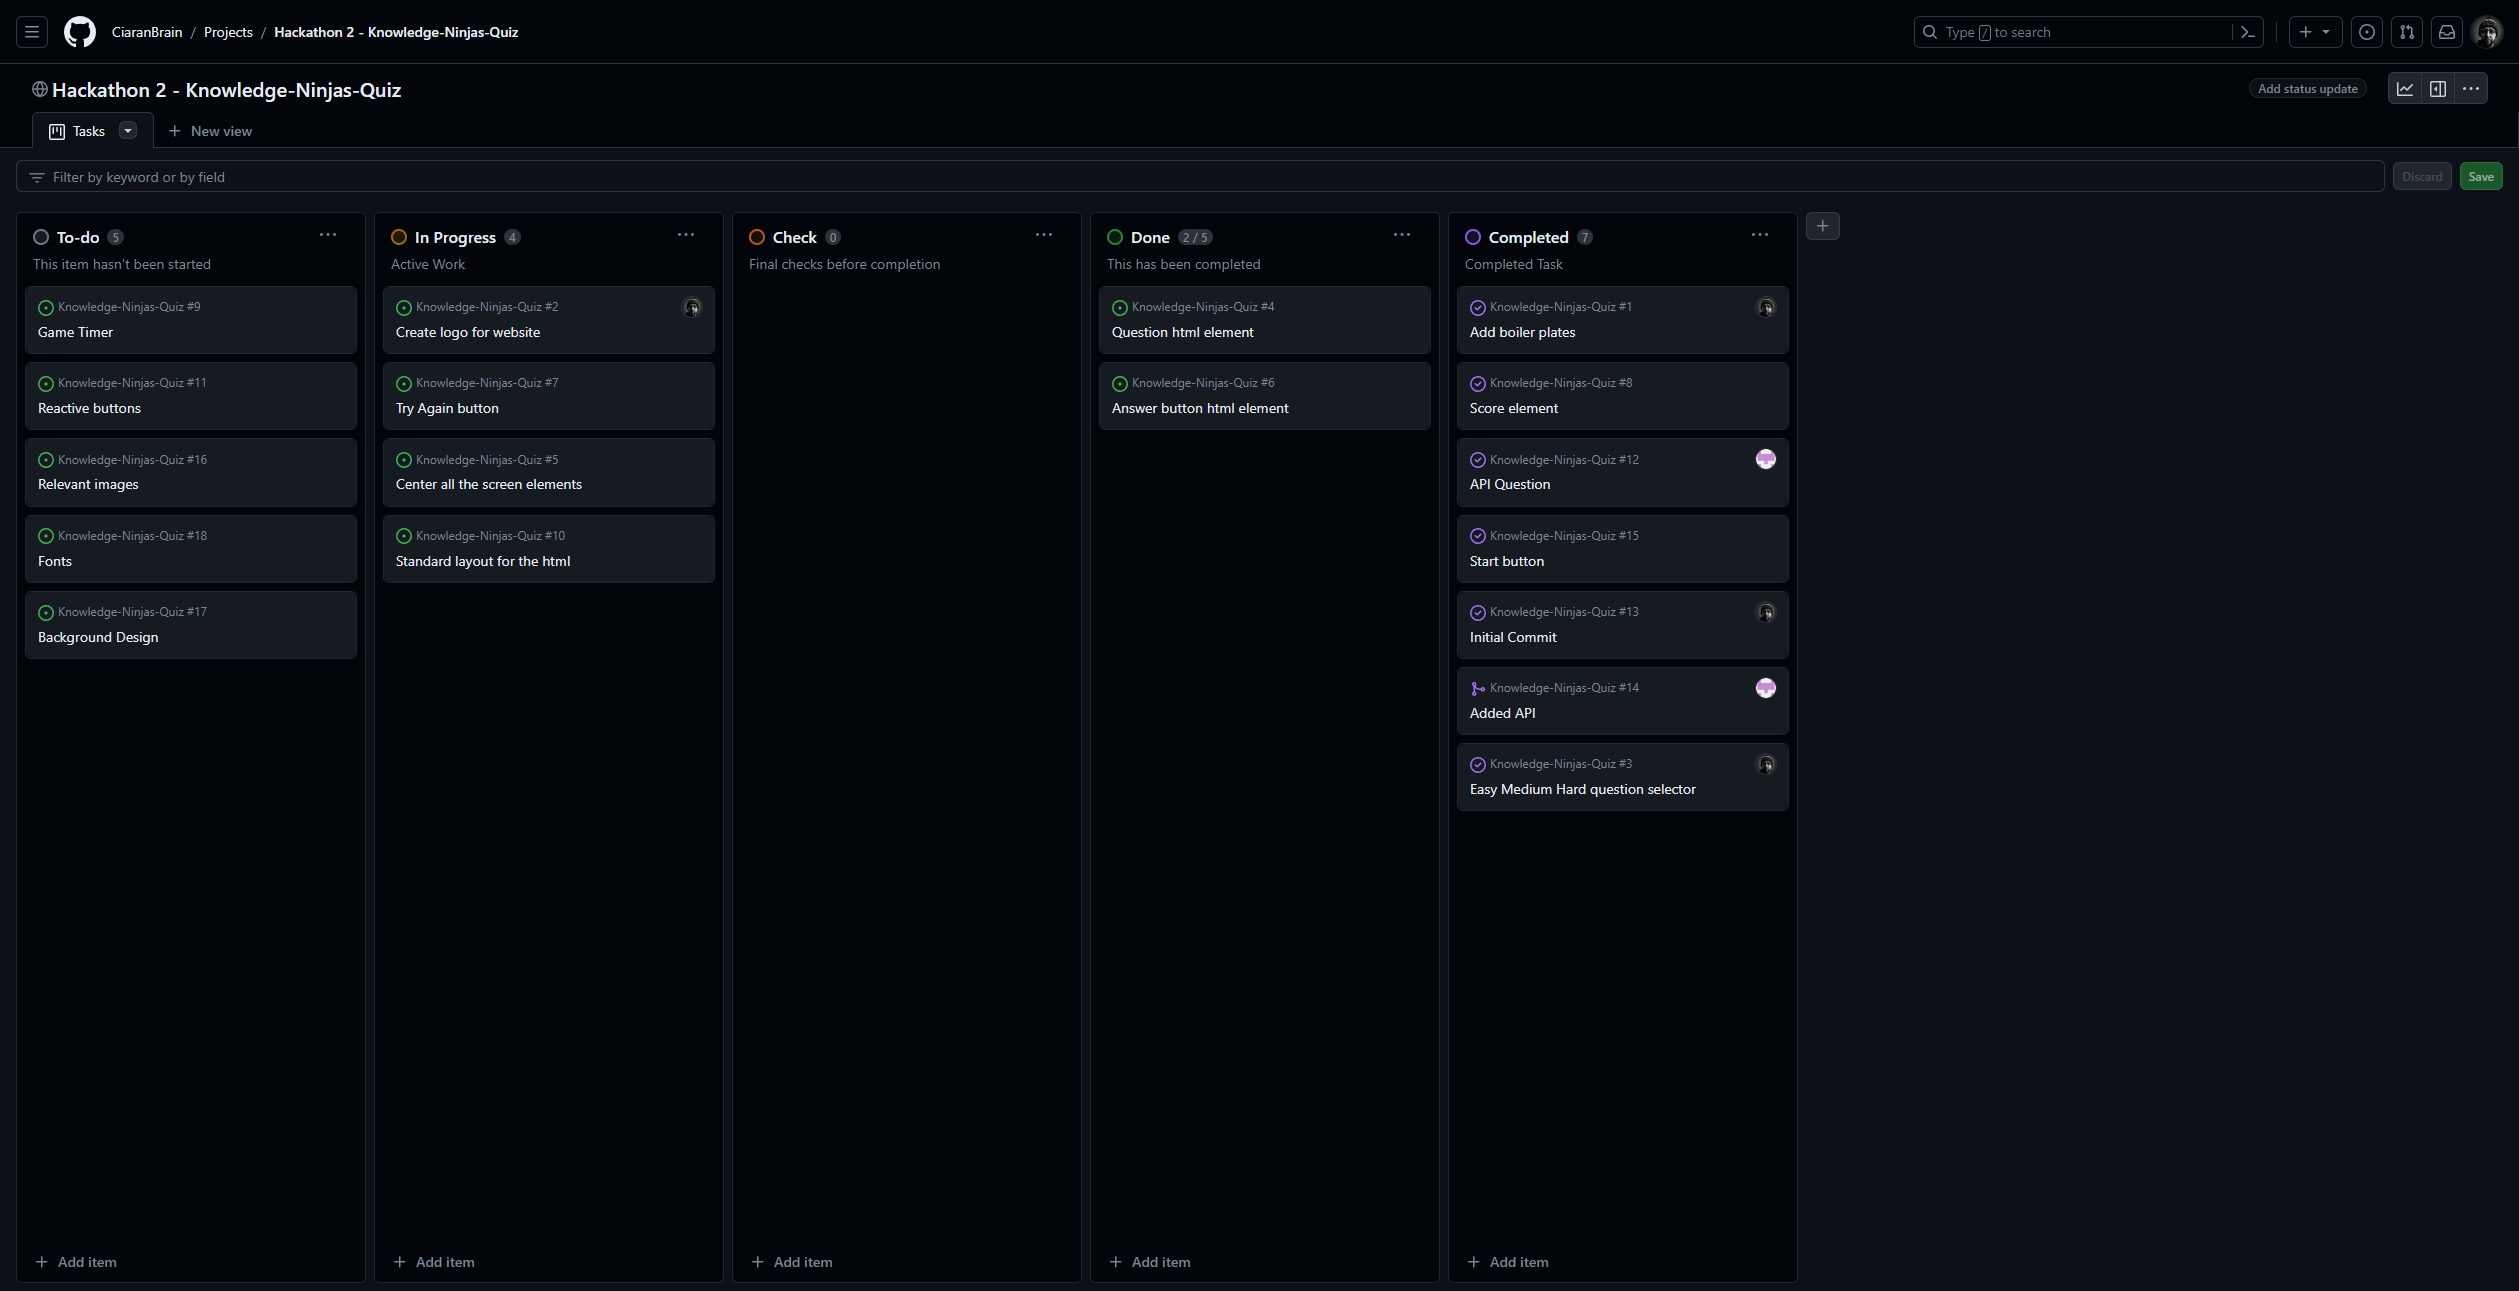 CiaranBrain / Projects / Hackathon 2 - Knowledge-Ninjas-Quiz
Type / to search
Hackathon 2 - Knowledge-Ninjas-Quiz
Add status update
Tasks
New view
Filter by keyword or by field
Discard
Save
To-do 5
This item hasn't been started
Knowledge-Ninjas-Quiz #9
Game Timer
Knowledge-Ninjas-Quiz #11
Reactive buttons
Knowledge-Ninjas-Quiz #16
Relevant images
Knowledge-Ninjas-Quiz #18
Fonts
Knowledge-Ninjas-Quiz #17
Background Design
Add item
In Progress 4
Active Work
Knowledge-Ninjas-Quiz #2
Create logo for website
Knowledge-Ninjas-Quiz #7
Try Again button
Knowledge-Ninjas-Quiz #5
Center all the screen elements
Knowledge-Ninjas-Quiz #10
Standard layout for the html
Add item
Check 0
Final checks before completion
Add item
Done 2 / 5
This has been completed
Knowledge-Ninjas-Quiz #4
Question html element
Knowledge-Ninjas-Quiz #6
Answer button html element
Add item
Completed 7
Completed Task
Knowledge-Ninjas-Quiz #1
Add boiler plates
Knowledge-Ninjas-Quiz #8
Score element
Knowledge-Ninjas-Quiz #12
API Question
Knowledge-Ninjas-Quiz #15
Start button
Knowledge-Ninjas-Quiz #13
Initial Commit
Knowledge-Ninjas-Quiz #14
Added API
Knowledge-Ninjas-Quiz #3
Easy Medium Hard question selector
Add item